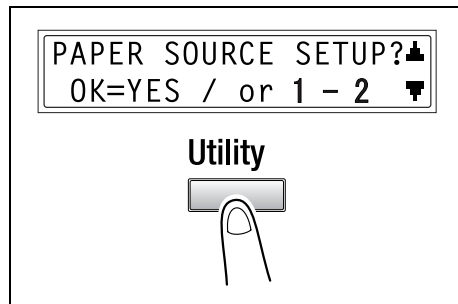 PAPER SOURCE SETUP?▲
OK=YES / or 1 - 2 ▼
Utility